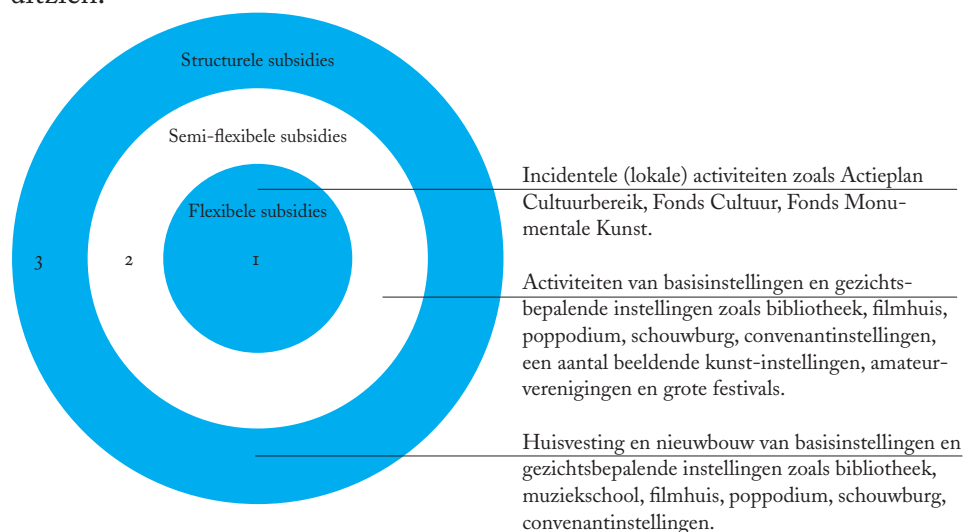 Structurele subsidies
Semi-flexibele subsidies
Flexibele subsidies
3
2
1
Incidentele (lokale) activiteiten zoals Actieplan
Cultuurbereik, Fonds Cultuur, Fonds Monu-
mentale Kunst.
Activiteiten van basisinstellingen en gezichts-
bepalende instellingen zoals bibliotheek, filmhuis,
poppodium, schouwburg, convenantinstellingen,
een aantal beeldende kunst-instellingen, amateur-
verenigingen en grote festivals.
Huisvesting en nieuwbouw van basisinstellingen en
gezichtsbepalende instellingen zoals bibliotheek,
muziekschool, filmhuis, poppodium, schouwburg,
convenantinstellingen.